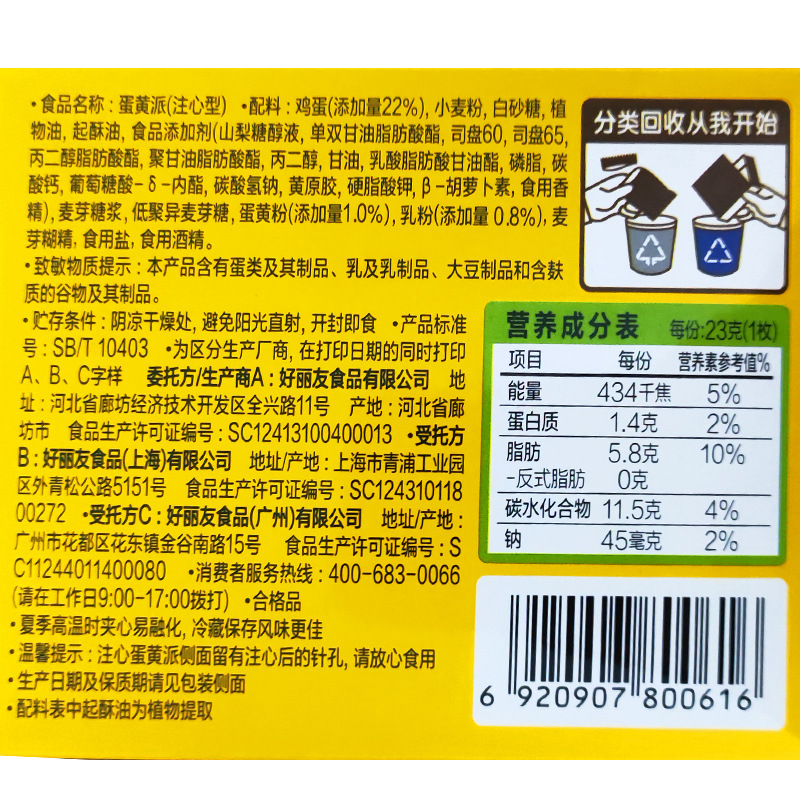 •食品名称：蛋黄派(注心型)　•配料：鸡蛋(添加量22%), 小麦粉, 白砂糖, 植
物油, 起酥油, 食品添加剂(山梨糖醇液, 单双甘油脂肪酸酯, 司盘60, 司盘65,
丙二醇脂肪酸酯, 聚甘油脂肪酸酯, 丙二醇, 甘油, 乳酸脂肪酸甘油酯, 磷脂, 碳
酸钙, 葡萄糖酸-δ-内酯, 碳酸氢钠, 黄原胶, 硬脂酸钾, β-胡萝卜素, 食用香
精), 麦芽糖浆, 低聚异麦芽糖, 蛋黄粉(添加量1.0%), 乳粉(添加量 0.8%), 麦
芽糊精, 食用盐, 食用酒精。
•致敏物质提示：本产品含有蛋类及其制品、乳及乳制品、大豆制品和含麸
质的谷物及其制品。
•贮存条件：阴凉干燥处, 避免阳光直射, 开封即食　•产品标准
号：SB/T 10403　•为区分生产厂商, 在打印日期的同时打印
A、B、C字样　委托方/生产商A：好丽友食品有限公司　地
址：河北省廊坊经济技术开发区全兴路11号　产地：河北省廊
坊市　食品生产许可证编号：SC12413100400013　•受托方
B：好丽友食品(上海)有限公司　地址/产地：上海市青浦工业园
区外青松公路5151号　食品生产许可证编号：SC124310118
00272　•受托方C：好丽友食品(广州)有限公司　地址/产地：
广州市花都区花东镇金谷南路15号　食品生产许可证编号：S
C11244011400080　•消费者服务热线：400-683-0066
(请在工作日9:00-17:00拨打)　•合格品
•夏季高温时夹心易融化, 冷藏保存风味更佳
•温馨提示：注心蛋黄派侧面留有注心后的针孔, 请放心食用
•生产日期及保质期请见包装侧面
•配料表中起酥油为植物提取
分类回收从我开始
营养成分表　每份:23克(1枚)
项目　每份　营养素参考值%
能量　434千焦　5%
蛋白质　1.4克　2%
脂肪　5.8克　10%
-反式脂肪　0克
碳水化合物　11.5克　4%
钠　45毫克　2%
6 920907 800616